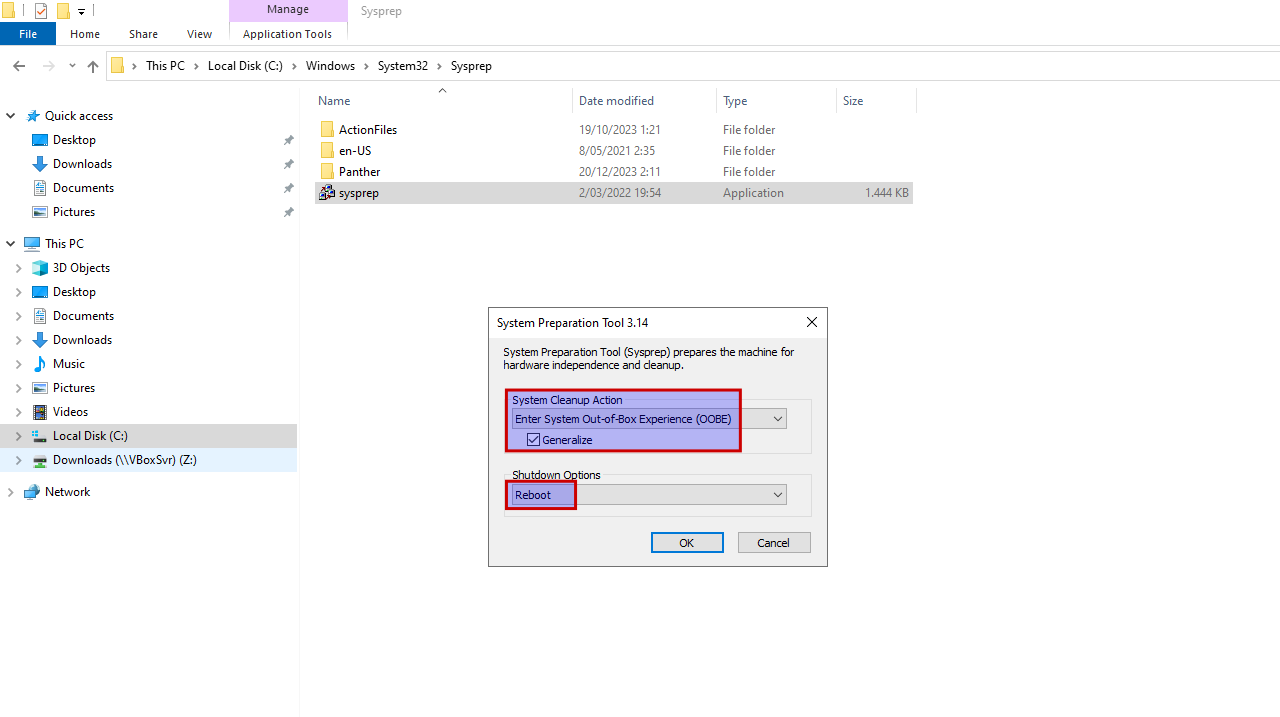 Manage
Sysprep
File
Home
Share
View
Application Tools
This PC
Local Disk (C:)
Windows
System32
Sysprep
Name
Date modified
Type
Size
Quick access
Desktop
Downloads
Documents
Pictures
This PC
3D Objects
Desktop
Documents
Downloads
Music
Pictures
Videos
Local Disk (C:)
Downloads (\\VBoxSvr) (Z:)
Network
ActionFiles 19/10/2023 1:21 File folder
en-US 8/05/2021 2:35 File folder
Panther 20/12/2023 2:11 File folder
sysprep 2/03/2022 19:54 Application 1.444 KB
System Preparation Tool 3.14
System Preparation Tool (Sysprep) prepares the machine for
hardware independence and cleanup.
System Cleanup Action
Enter System Out-of-Box Experience (OOBE)
Generalize
Shutdown Options
Reboot
OK
Cancel